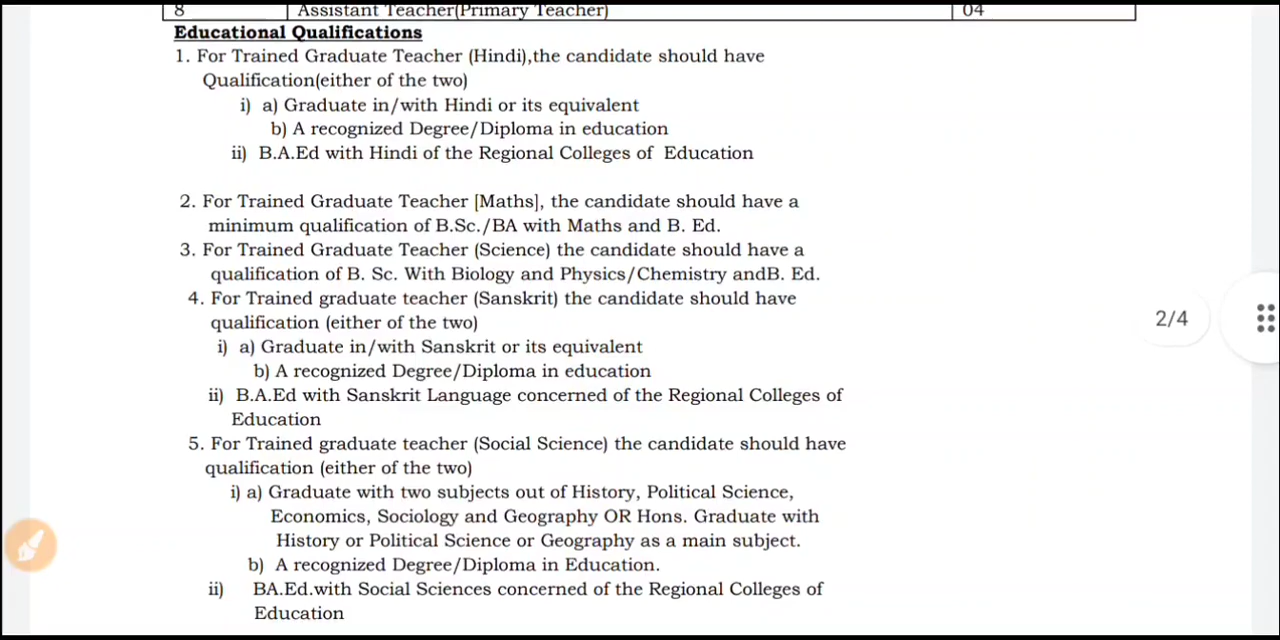 8 Assistant Teacher(Primary Teacher) 04
Educational Qualifications
1. For Trained Graduate Teacher (Hindi),the candidate should have
Qualification(either of the two)
i) a) Graduate in/with Hindi or its equivalent
b) A recognized Degree/Diploma in education
ii) B.A.Ed with Hindi of the Regional Colleges of Education
2. For Trained Graduate Teacher [Maths], the candidate should have a
minimum qualification of B.Sc./BA with Maths and B. Ed.
3. For Trained Graduate Teacher (Science) the candidate should have a
qualification of B. Sc. With Biology and Physics/Chemistry andB. Ed.
4. For Trained graduate teacher (Sanskrit) the candidate should have
qualification (either of the two)
i) a) Graduate in/with Sanskrit or its equivalent
b) A recognized Degree/Diploma in education
ii) B.A.Ed with Sanskrit Language concerned of the Regional Colleges of
Education
5. For Trained graduate teacher (Social Science) the candidate should have
qualification (either of the two)
i) a) Graduate with two subjects out of History, Political Science,
Economics, Sociology and Geography OR Hons. Graduate with
History or Political Science or Geography as a main subject.
b) A recognized Degree/Diploma in Education.
ii) BA.Ed.with Social Sciences concerned of the Regional Colleges of
Education
2/4